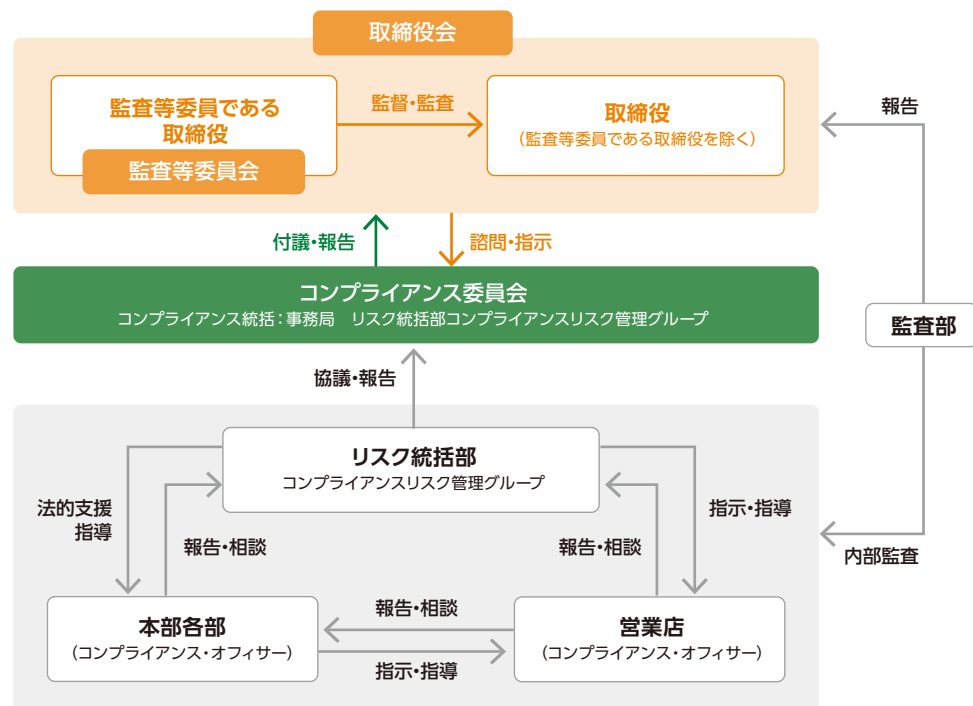 取締役会
監査等委員である
取締役
監査等委員会
監督・監査
取締役
（監査等委員である取締役を除く）
報告
付議・報告
諮問・指示
コンプライアンス委員会
コンプライアンス統括：事務局　リスク統括部コンプライアンスリスク管理グループ
監査部
協議・報告
リスク統括部
コンプライアンスリスク管理グループ
法的支援
指導
報告・相談
報告・相談
指示・指導
内部監査
本部各部
（コンプライアンス・オフィサー）
報告・相談
指示・指導
営業店
（コンプライアンス・オフィサー）